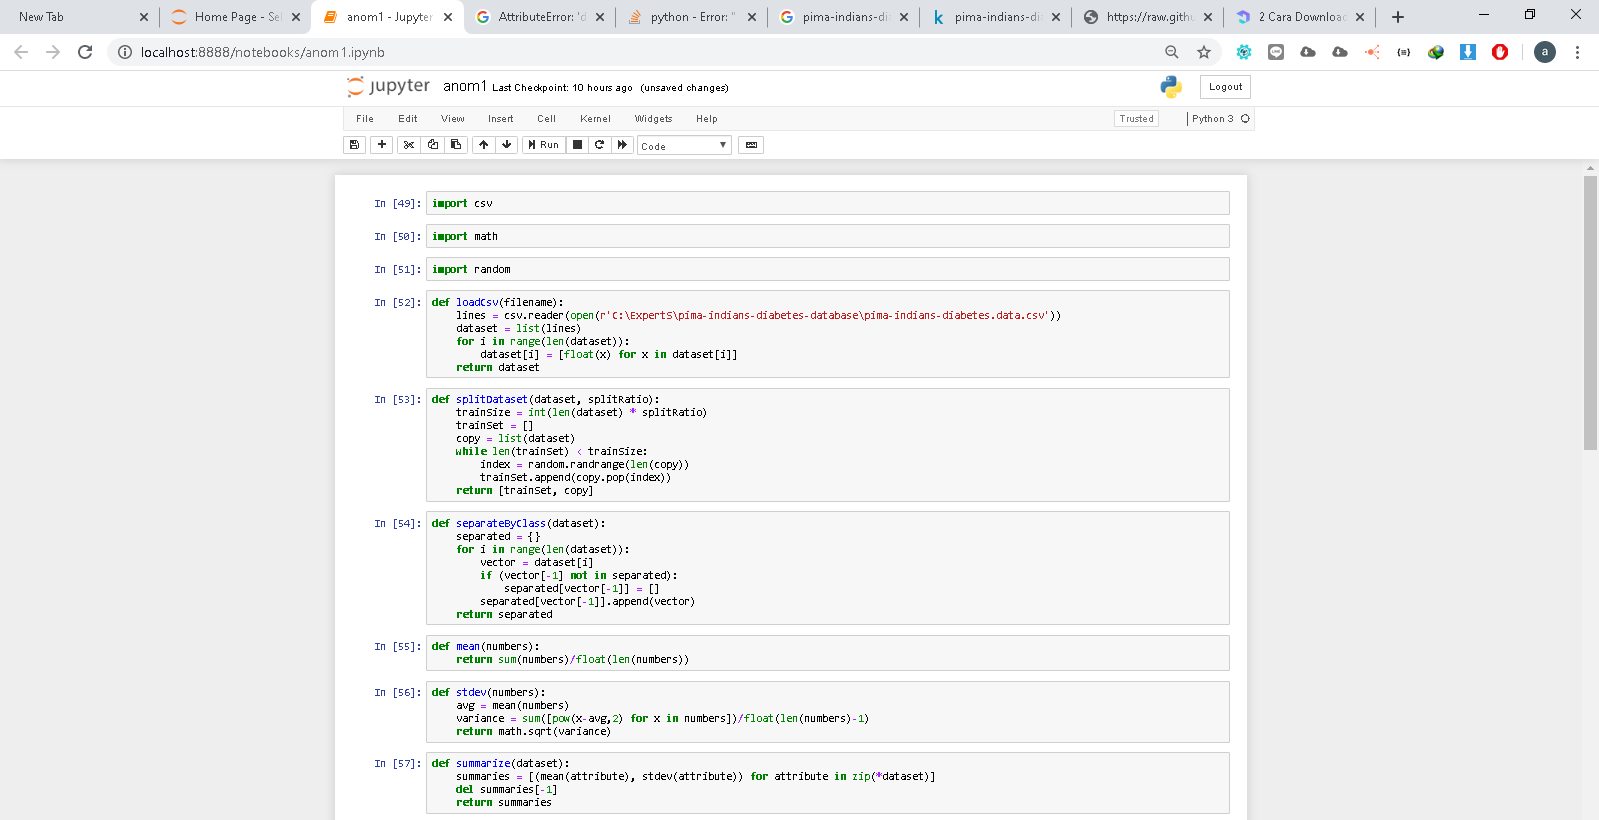 New Tab
Home Page - Sel
anom1 - Jupyter
AttributeError: 'd
python - Error: "
pima-indians-dia
pima-indians-di
https://raw.githu
2 Cara Download
localhost:8888/notebooks/anom1.ipynb
a
jupyter anom1 Last Checkpoint: 10 hours ago (unsaved changes)
Logout
File Edit View Insert Cell Kernel Widgets Help
Trusted
Python 3
Run
Code
In [49]: import csv
In [50]: import math
In [51]: import random
In [52]: def loadCsv(filename):
lines = csv.reader(open(r'C:\ExpertS\pima-indians-diabetes-database\pima-indians-diabetes.data.csv'))
dataset = list(lines)
for i in range(len(dataset)):
dataset[i] = [float(x) for x in dataset[i]]
return dataset
In [53]: def splitDataset(dataset, splitRatio):
trainSize = int(len(dataset) * splitRatio)
trainSet = []
copy = list(dataset)
while len(trainSet) < trainSize:
index = random.randrange(len(copy))
trainSet.append(copy.pop(index))
return [trainSet, copy]
In [54]: def separateByClass(dataset):
separated = {}
for i in range(len(dataset)):
vector = dataset[i]
if (vector[-1] not in separated):
separated[vector[-1]] = []
separated[vector[-1]].append(vector)
return separated
In [55]: def mean(numbers):
return sum(numbers)/float(len(numbers))
In [56]: def stdev(numbers):
avg = mean(numbers)
variance = sum([pow(x-avg,2) for x in numbers])/float(len(numbers)-1)
return math.sqrt(variance)
In [57]: def summarize(dataset):
summaries = [(mean(attribute), stdev(attribute)) for attribute in zip(*dataset)]
del summaries[-1]
return summaries